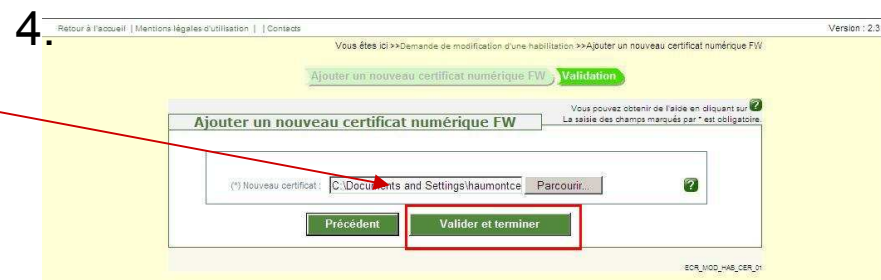 4.
Retour à l'accueil | Mentions légales d'utilisation | | Contacts
Version : 2.3
Vous êtes ici >>Demande de modification d'une habilitation >>Ajouter un nouveau certificat numérique FW
Ajouter un nouveau certificat numérique FW
Validation
Vous pouvez obtenir de l'aide en cliquant sur ?
La saisie des champs marqués par * est obligatoire.
Ajouter un nouveau certificat numérique FW
(*) Nouveau certificat : C:\Documents and Settings\haumontce Parcourir... ?
Précédent Valider et terminer
ECR_MOD_HAB_CER_01